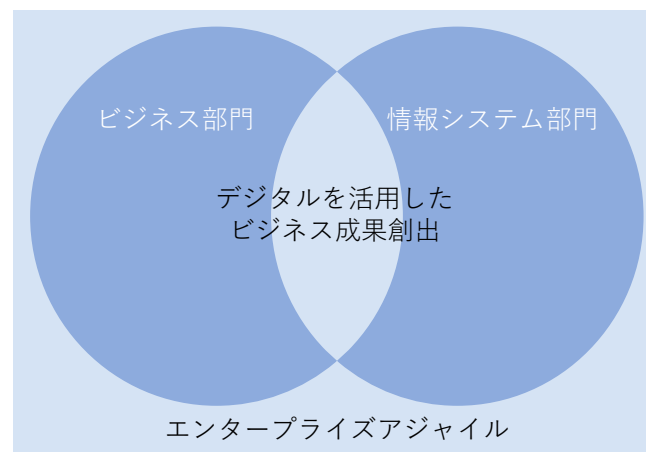 ビジネス部門
情報システム部門
デジタルを活用した
ビジネス成果創出
エンタープライズアジャイル